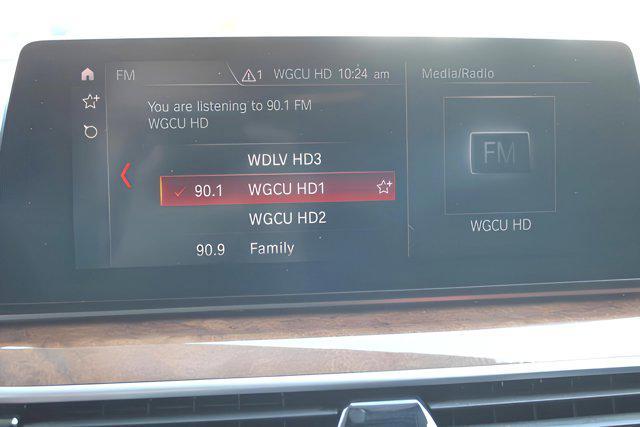 FM
1 WGCU HD 10:24 am
Media/Radio
You are listening to 90.1 FM
WGCU HD
WDLV HD3
90.1 WGCU HD1
WGCU HD2
90.9 Family
FM
WGCU HD